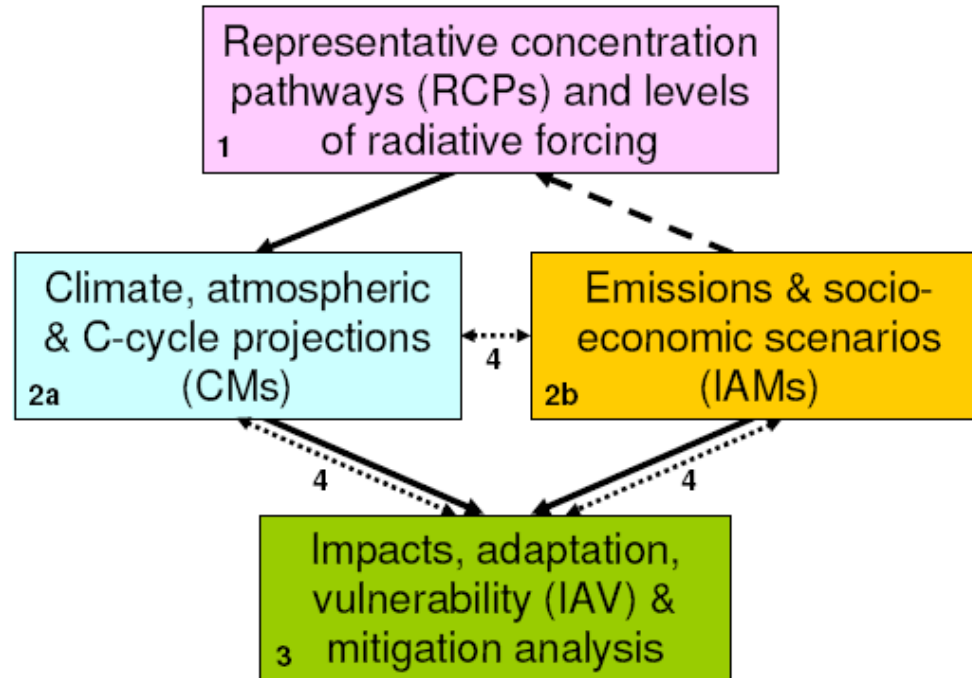 Representative concentration
pathways (RCPs) and levels
of radiative forcing
1
Climate, atmospheric
& C-cycle projections
(CMs)
2a
4
Emissions & socio-
economic scenarios
(IAMs)
2b
4
4
Impacts, adaptation,
vulnerability (IAV) &
mitigation analysis
3